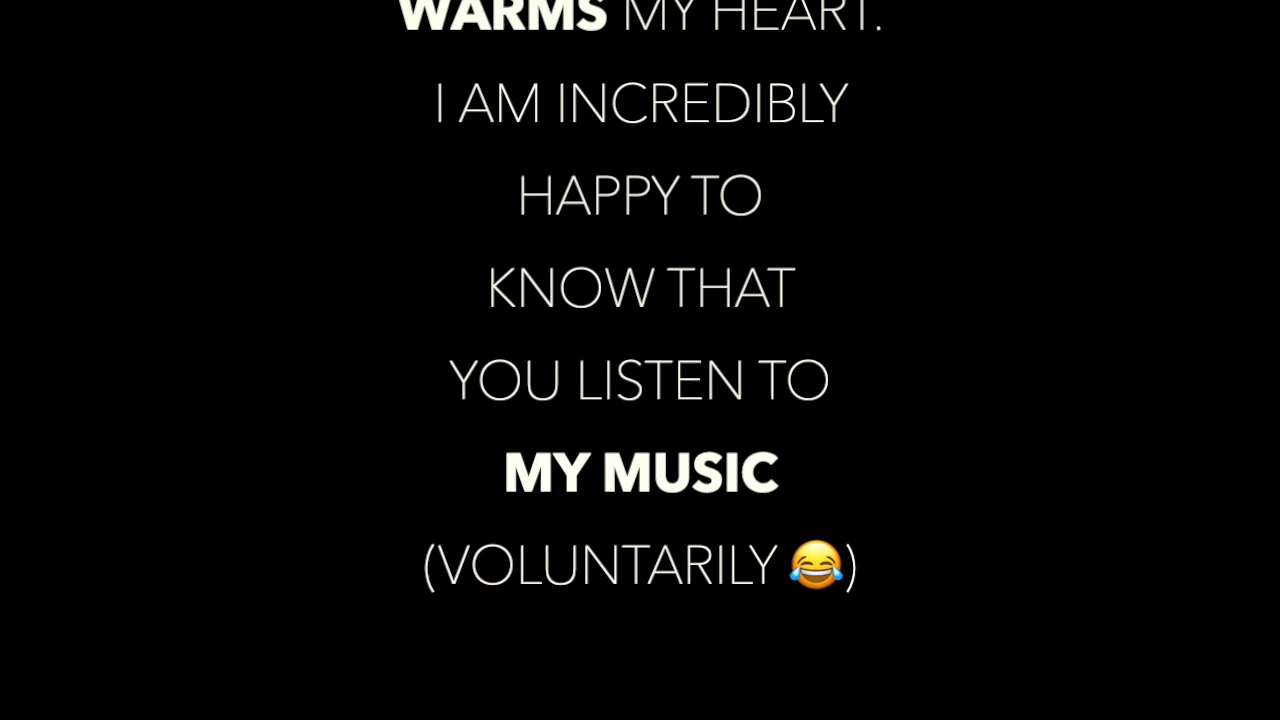 WARMS MY HEART.
I AM INCREDIBLY
HAPPY TO
KNOW THAT
YOU LISTEN TO
MY MUSIC
(VOLUNTARILY 😂)